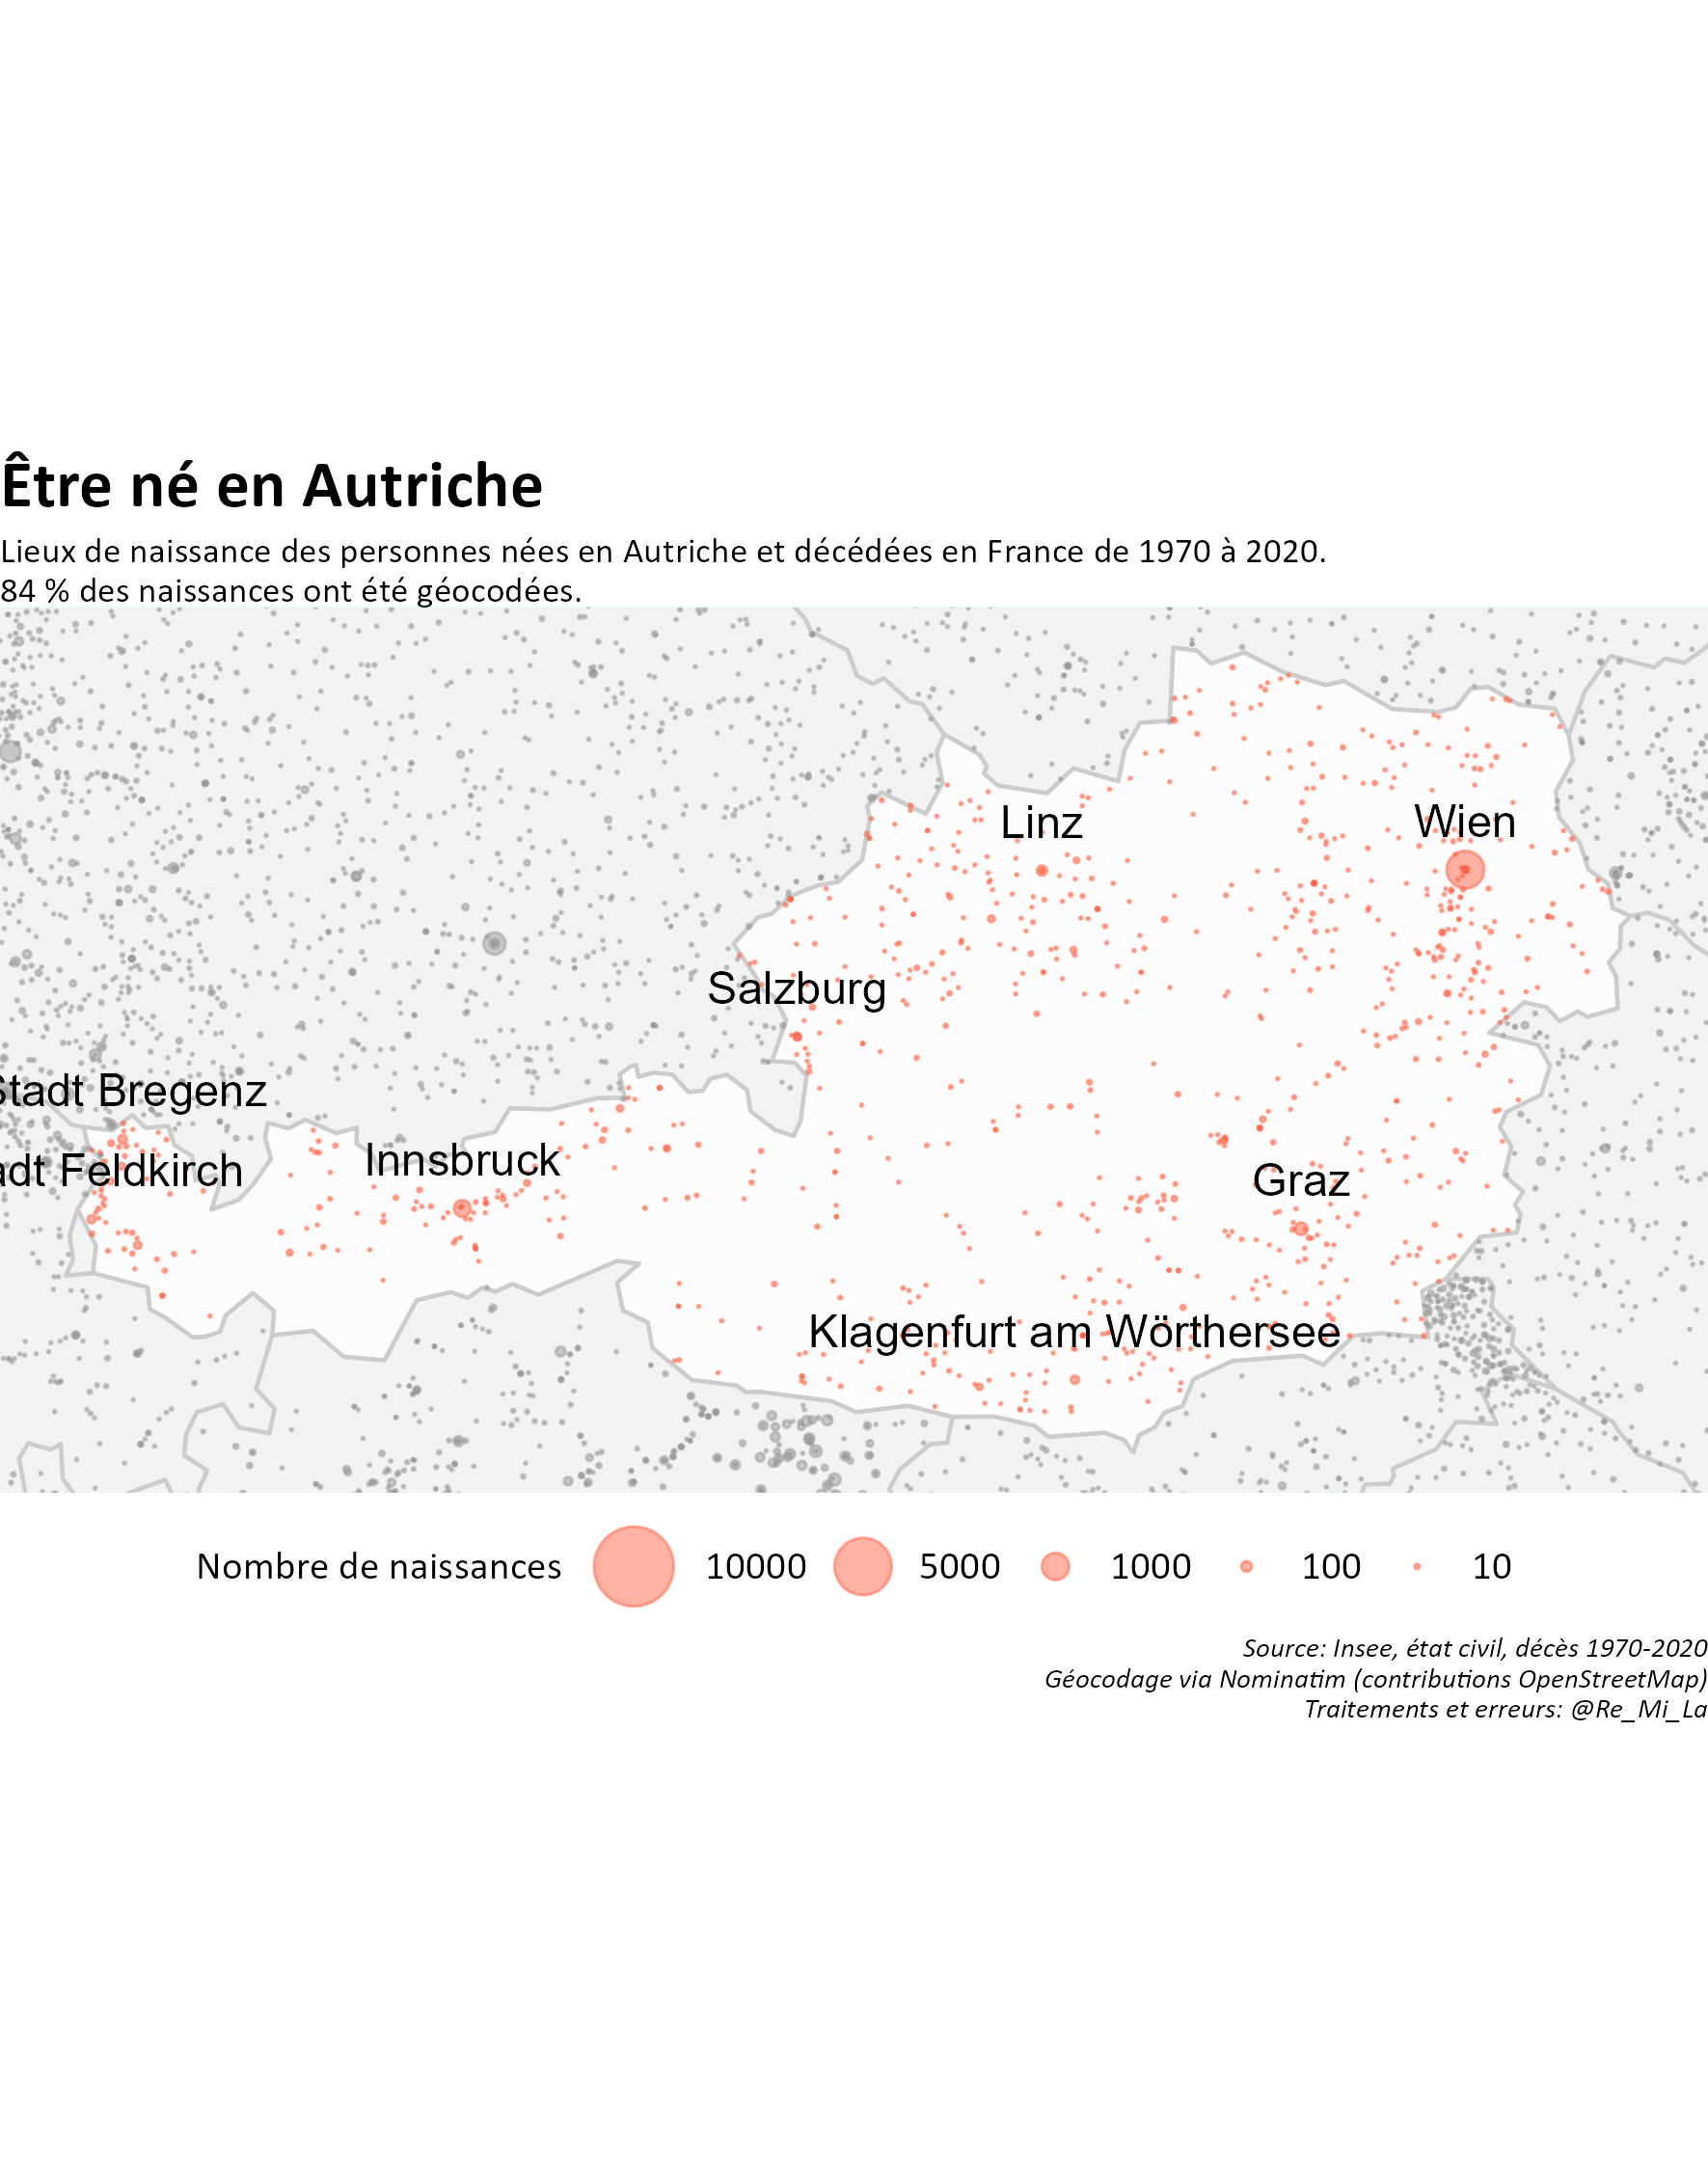 Être né en Autriche
Lieux de naissance des personnes nées en Autriche et décédées en France de 1970 à 2020.
84 % des naissances ont été géocodées.
Linz
Wien
Salzburg
Stadt Bregenz
Innsbruck
adt Feldkirch
Graz
Klagenfurt am Wörthersee
Nombre de naissances 10000 5000 1000 100 10
Source: Insee, état civil, décès 1970-2020
Géocodage via Nominatim (contributions OpenStreetMap)
Traitements et erreurs: @Re_Mi_La